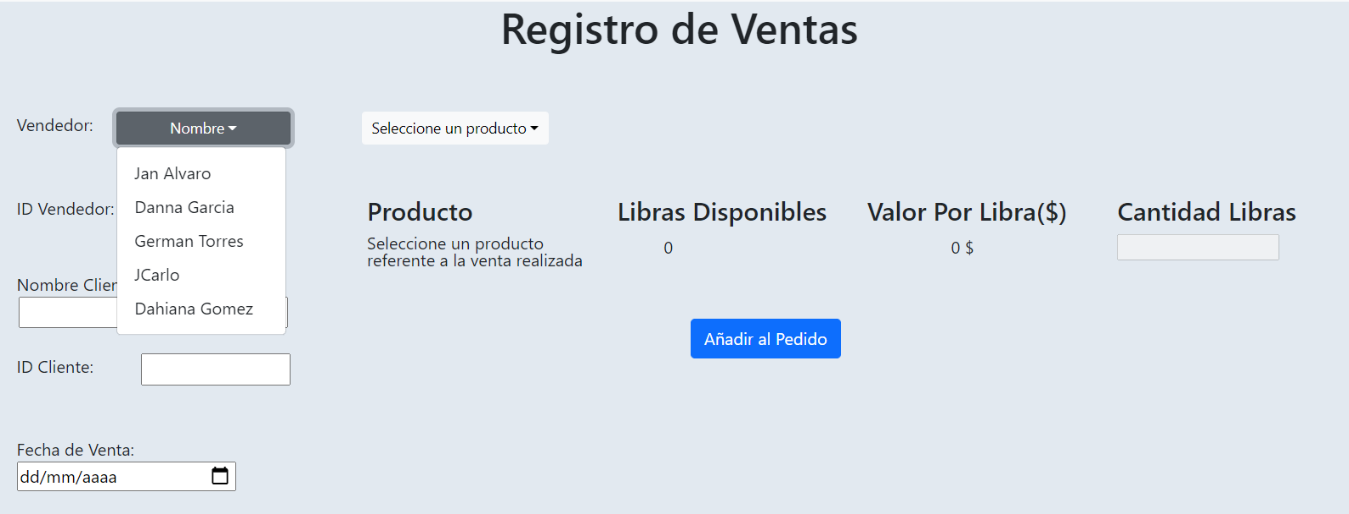 Registro de Ventas
Vendedor:
Nombre
Jan Alvaro
Danna Garcia
German Torres
JCarlo
Dahiana Gomez
ID Vendedor:
Nombre Clien
ID Cliente:
Fecha de Venta:
dd/mm/aaaa
Seleccione un producto
Producto
Seleccione un producto
referente a la venta realizada
Libras Disponibles
0
Valor Por Libra($)
0 $
Cantidad Libras
Añadir al Pedido